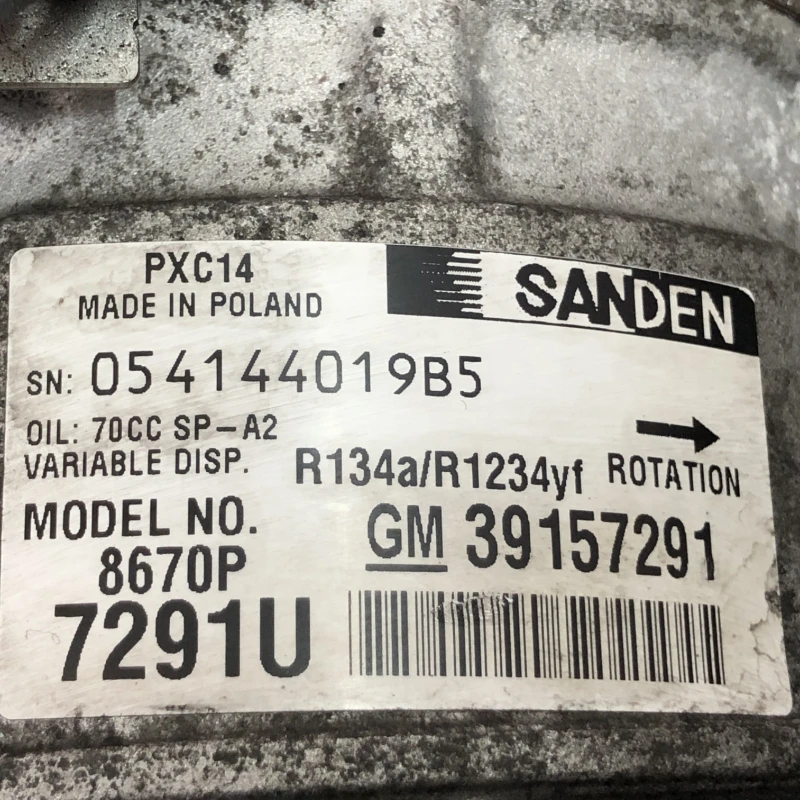 PXC14
MADE IN POLAND
SANDEN
SN: 054144019B5
OIL: 70CC SP-A2
VARIABLE DISP.
R134a/R1234yf
ROTATION
MODEL NO.
8670P
GM 39157291
7291U